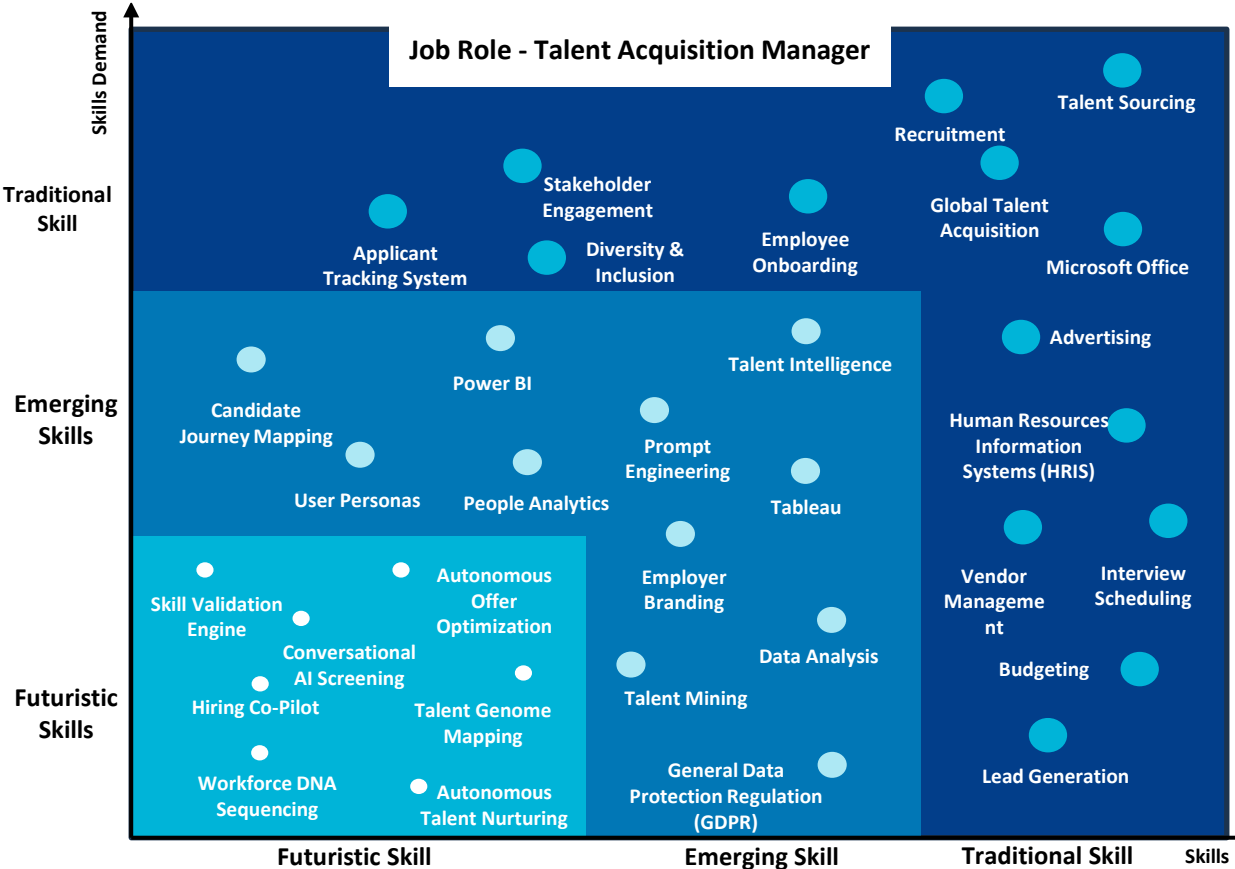 Job Role - Talent Acquisition Manager
Skills Demand
Talent Sourcing
Recruitment
Traditional
Skill
Stakeholder
Engagement
Global Talent
Acquisition
Applicant
Tracking System
Diversity &
Inclusion
Employee
Onboarding
Microsoft Office
Advertising
Talent Intelligence
Power BI
Emerging
Skills
Candidate
Journey Mapping
Prompt
Engineering
Human Resources
Information
Systems (HRIS)
User Personas
People Analytics
Tableau
Skill Validation
Engine
Autonomous
Offer
Optimization
Employer
Branding
Vendor
Manageme
nt
Interview
Scheduling
Conversational
AI Screening
Data Analysis
Budgeting
Futuristic
Skills
Hiring Co-Pilot
Talent Genome
Mapping
Talent Mining
Workforce DNA
Sequencing
Autonomous
Talent Nurturing
General Data
Protection Regulation
(GDPR)
Lead Generation
Futuristic Skill
Emerging Skill
Traditional Skill
Skills